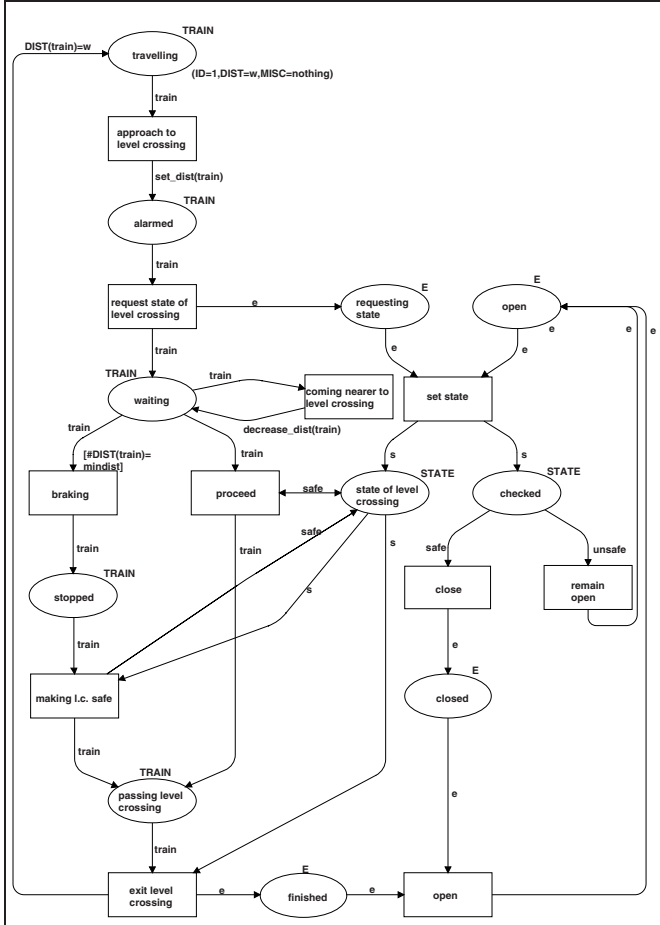 TRAIN
DIST(train)=w
travelling
(ID=1,DIST=w,MISC=nothing)
train
approach to
level crossing
set_dist(train)
TRAIN
alarmed
train
E
E
request state of
level crossing
e
requesting
state
open
e
e
e
train
e
e
TRAIN
train
waiting
coming nearer to
level crossing
set state
train
decrease_dist(train)
[#DIST(train)=
mindist]
train
s
s
STATE
STATE
braking
proceed
safe
state of level
crossing
checked
safe
train
train
s
safe
unsafe
TRAIN
stopped
s
close
remain
open
train
e
E
making l.c. safe
closed
train
TRAIN
passing level
crossing
e
train
E
exit level
crossing
e
finished
e
open